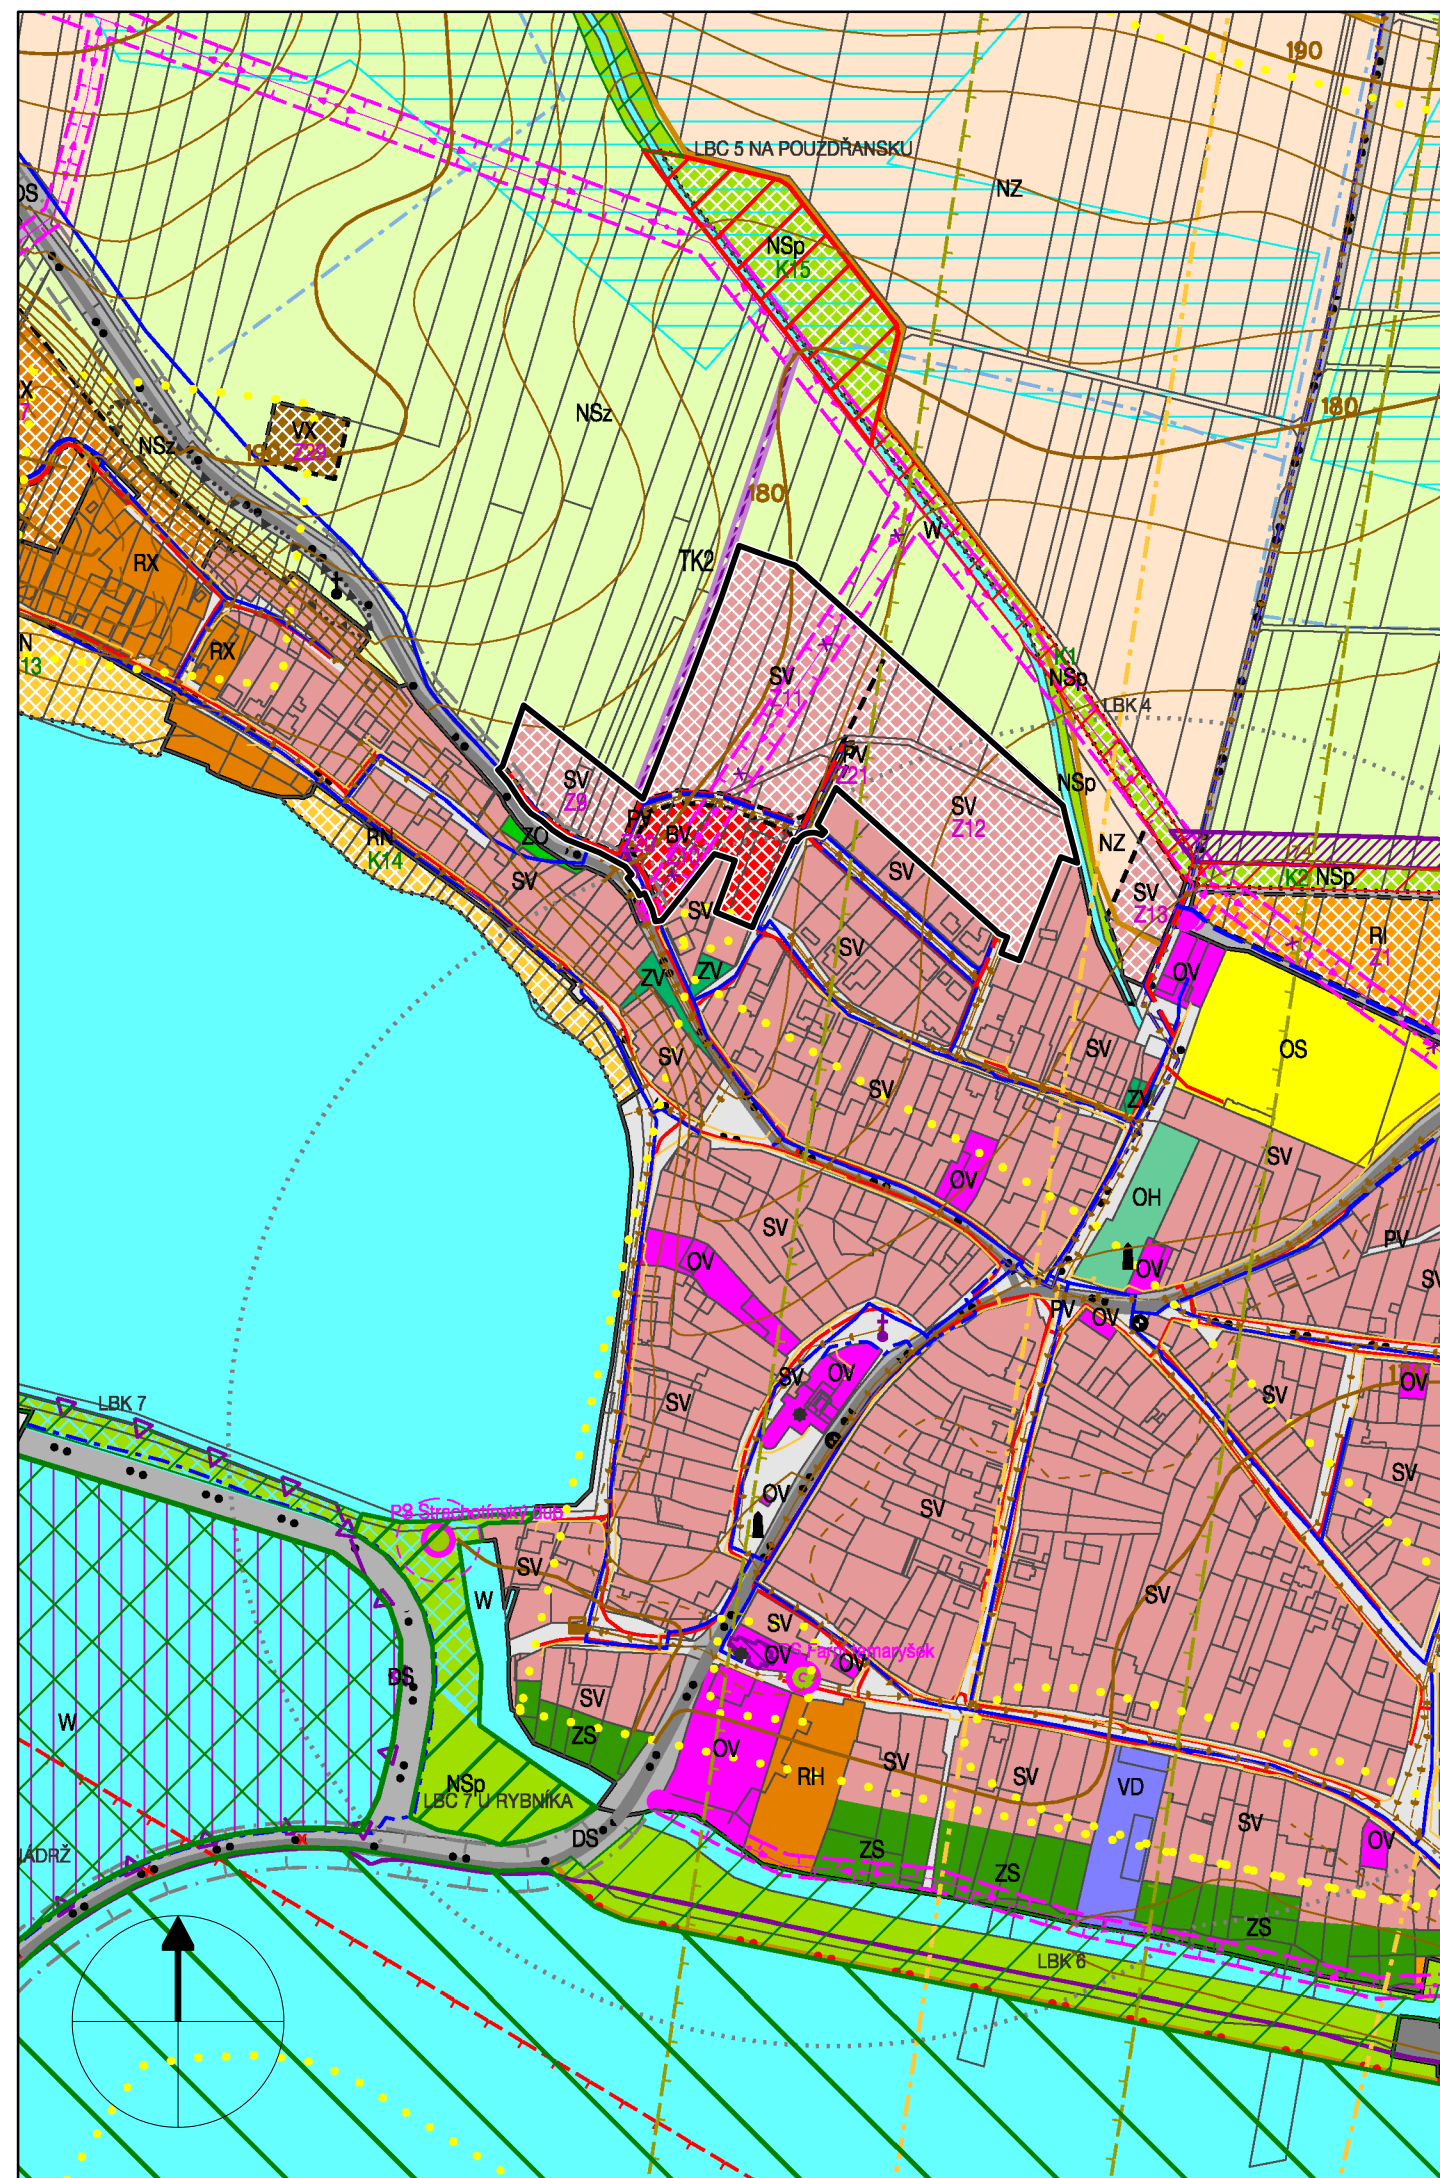 190
LBC 5 NA POUZDŘANSKU
NZ
DS
NSp
K15
180
NSz
VX
Z29
NSz
180
W
RX
TK2
RX
K1
NSp
LBK 4
SV
Z11
13
PV
Z21
NSp
SV
Z9
SV
Z12
RN
K14
ZO
PV
BV
NZ
SV
SV
SV
SV
Z13
K2 NSp
SV
RI
Z1
OV
ZV
ZV
SV
SV
SV
OS
ZV
SV
SV
OV
OH
SV
PV
OV
OV
PV
OV
SV
SV
OV
SV
OV
SV
LBK 7
SV
OV
SV
PS Strachotínský dub
SV
W
SV
SV
OV
OV
DS
SV
W
ZS
OV
RH
SV
SV
VD
NSp
LBC 7 U RYBNÍKA
DS
SV
OV
NÁDRŽ
ZS
ZS
ZS
LBK 6